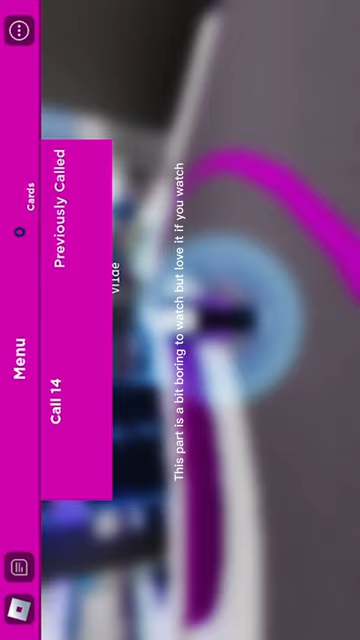 Menu
0
Cards
Call 14
Previously Called
This part is a bit boring to watch but love it if you watch